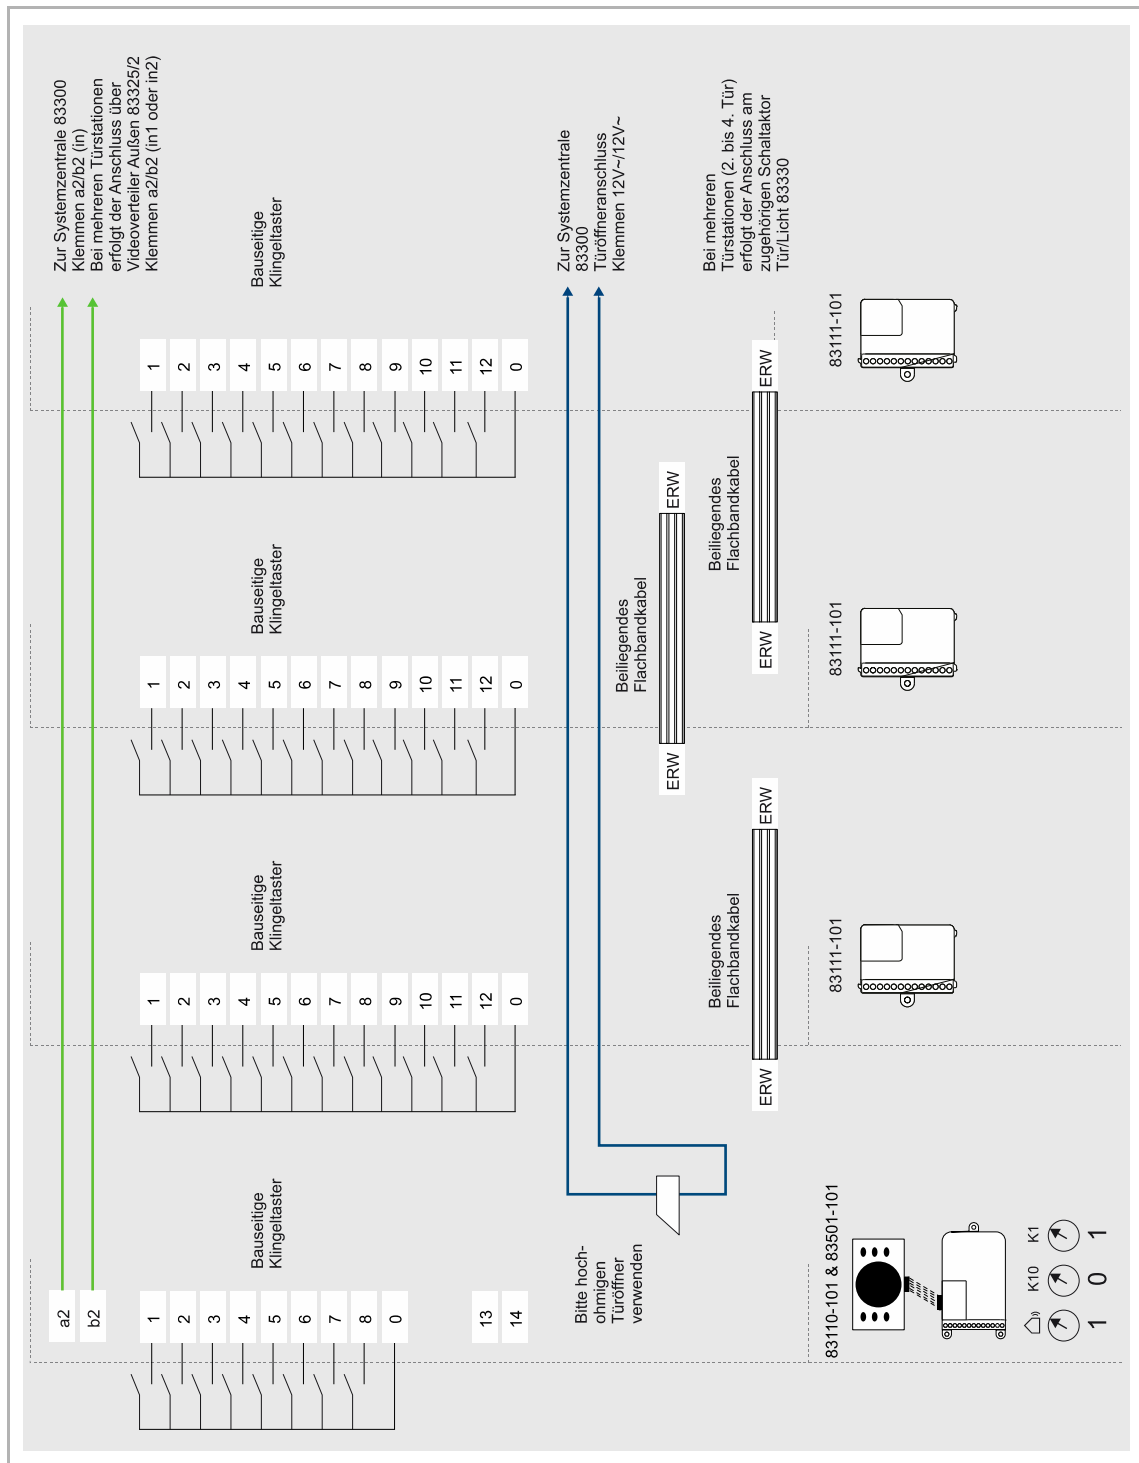 Zur Systemzentrale 83300
Klemmen a2/b2 (in)
Bei mehreren Türstationen
erfolgt der Anschluss über
Videoverteiler Außen 83325/2
Klemmen a2/b2 (in1 oder in2)
a2
b2
Bauseitige
Klingeltaster
1
2
3
4
5
6
7
8
0
13
14
Bauseitige
Klingeltaster
1
2
3
4
5
6
7
8
9
10
11
12
0
Bauseitige
Klingeltaster
1
2
3
4
5
6
7
8
9
10
11
12
0
Bauseitige
Klingeltaster
1
2
3
4
5
6
7
8
9
10
11
12
0
Zur Systemzentrale
83300
Türöffneranschluss
Klemmen 12V~/12V~
Bitte hoch-
ohmigen
Türöffner
verwenden
Bei mehreren
Türstationen (2. bis 4. Tür)
erfolgt der Anschluss am
zugehörigen Schaltaktor
Tür/Licht 83330
ERW
Beiliegendes
Flachbandkabel
ERW
ERW
Beiliegendes
Flachbandkabel
ERW
ERW
Beiliegendes
Flachbandkabel
ERW
83110-101 & 83501-101
K10
K1
1
0
1
83111-101
83111-101
83111-101